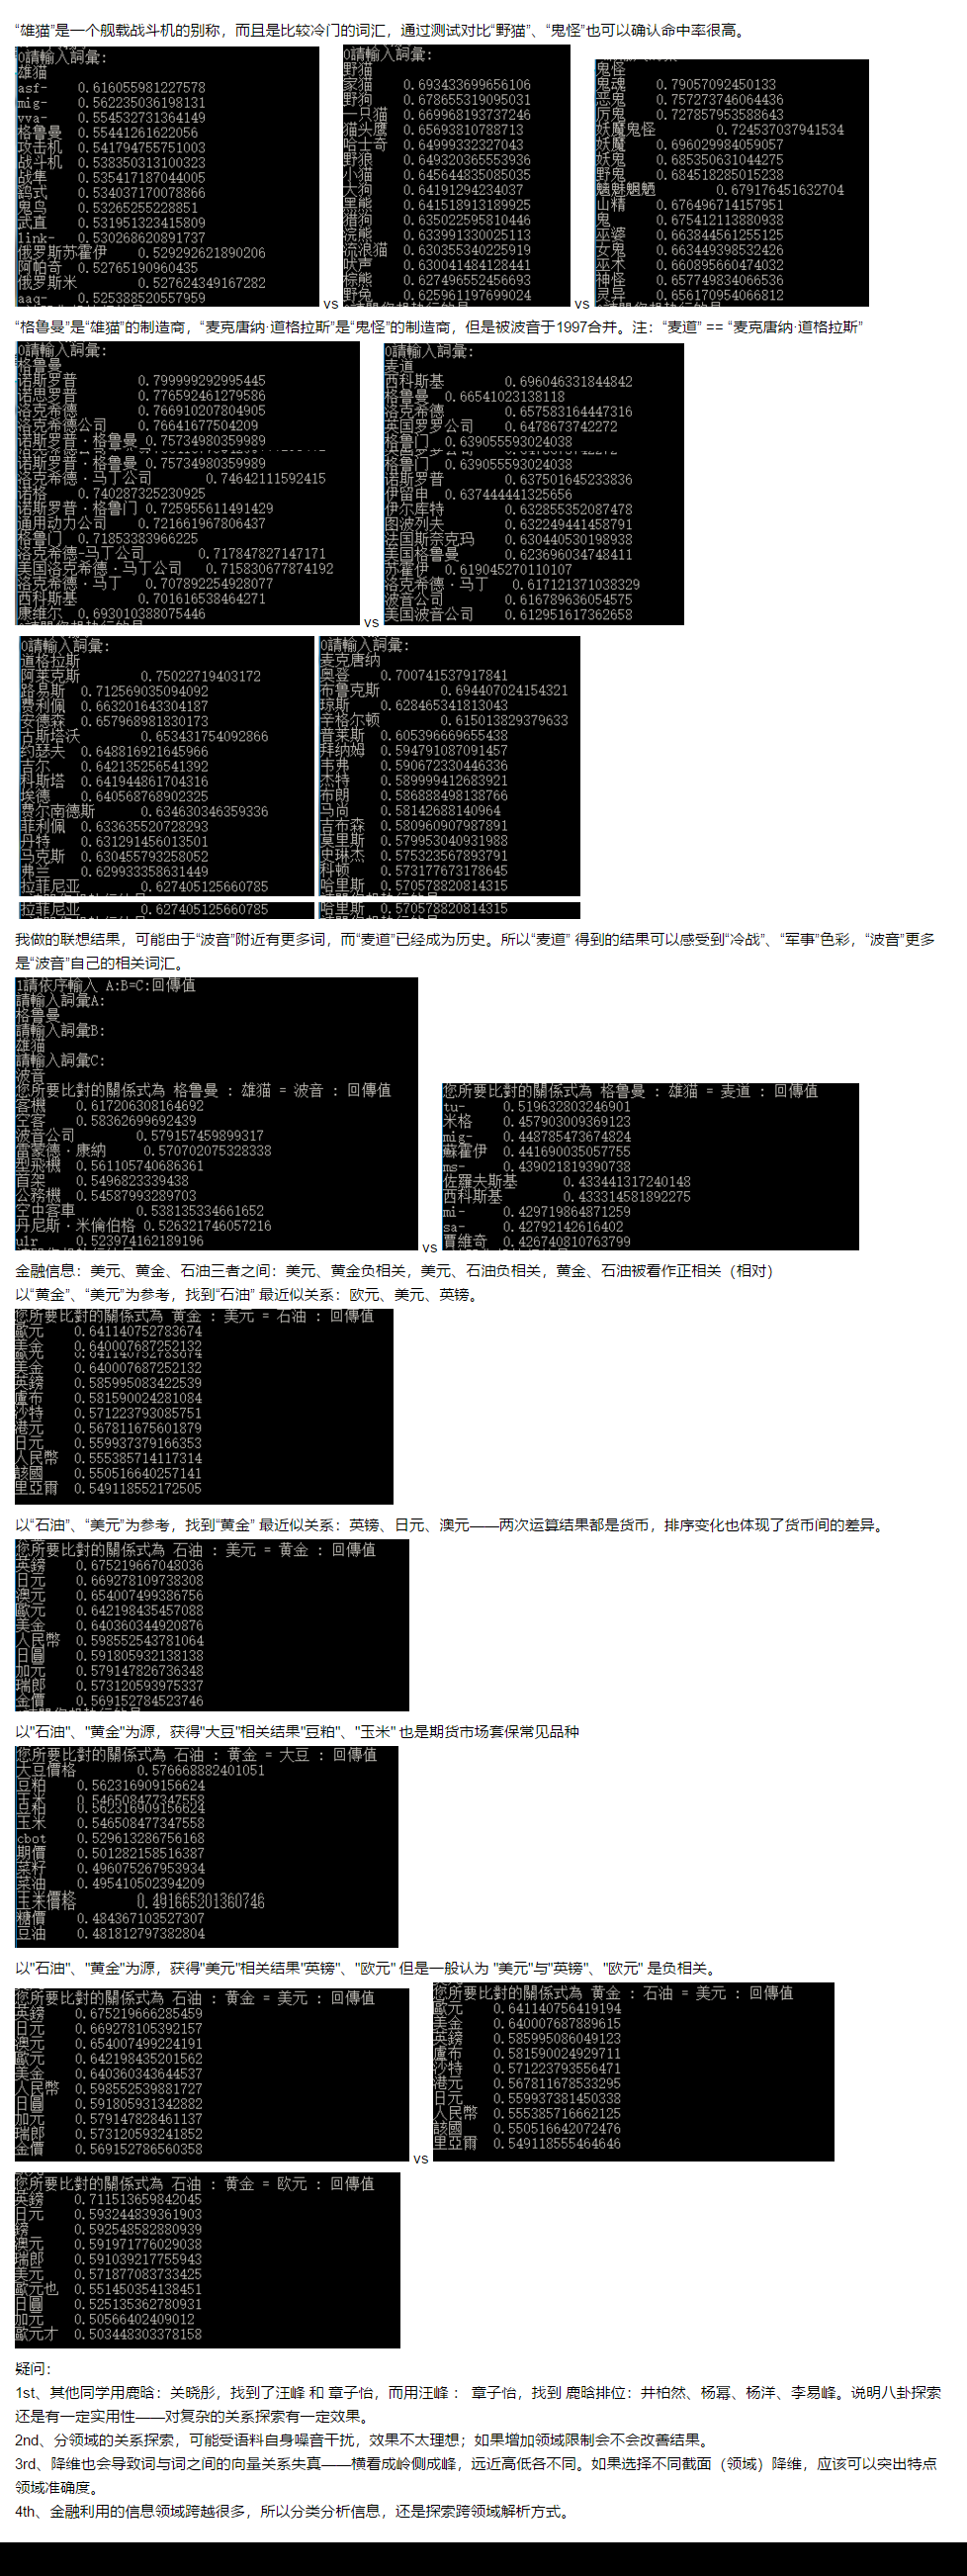 “雄猫”是一个舰载战斗机的别称，而且是比较冷门的词汇，通过测试对比“野猫”、“鬼怪”也可以确认命中率很高。
0請輸入詞彙:
雄猫
asf- 0.616055981227578
mig- 0.562235036198131
vva- 0.554532731364149
格鲁曼 0.55441261622056
攻击机 0.541794755751003
战斗机 0.538350313100323
战隼 0.535417187044005
鹞式 0.534037170078866
鬼鸟 0.53265255228851
武直 0.531951323415809
link- 0.530268620891737
俄罗斯苏霍伊 0.529292621890206
阿帕奇 0.52765190960435
俄罗斯米 0.527624349167282
aaq- 0.525388520557959
vs
野猫
家猫 0.693433699656106
野狗 0.678655319095031
一只猫 0.669968193737246
猫头鹰 0.65693810788713
哈士奇 0.64999332327043
野狼 0.649320365553936
小猫 0.645644835085035
大狗 0.64191294234037
黑熊 0.641518913189925
猎狗 0.635022595810446
浣熊 0.633991330025113
流浪猫 0.630355340225919
吠声 0.630041484128441
棕熊 0.627496552456693
野兔 0.625961197699024
vs
鬼怪
鬼魂 0.79057092450133
恶鬼 0.757273746064436
厉鬼 0.727857953588643
妖魔鬼怪 0.724537037941534
妖魔 0.696029984059057
妖鬼 0.685350631044275
野鬼 0.684518285015238
魑魅魍魉 0.679176451632704
山精 0.676496714157951
鬼 0.675412113880938
巫婆 0.663844561255125
女鬼 0.663449398532426
巫术 0.660895660474032
神怪 0.657749834066536
灵异 0.656170954066812
“格鲁曼”是“雄猫”的制造商，“麦克唐纳·道格拉斯”是“鬼怪”的制造商，但是被波音于1997合并。注：“麦道” == “麦克唐纳·道格拉斯”
0請輸入詞彙:
格鲁曼
诺斯罗普 0.799999292995445
诺思罗普 0.776592461279586
洛克希德 0.766910207804905
洛克希德公司 0.76641677504209
诺斯罗普·格鲁曼 0.75734980359989
诺斯罗普·格鲁曼 0.75734980359989
洛克希德·马丁公司 0.74642111592415
诺格 0.740287325230925
诺斯罗普·格鲁门 0.725955611491429
通用动力公司 0.721661967806437
格鲁门 0.71853383966225
洛克希德-马丁公司 0.717847827147171
美国洛克希德·马丁公司 0.715830677874192
洛克希德·马丁 0.707892254928077
西科斯基 0.701616538464271
康维尔 0.693010388075446
vs
0請輸入詞彙:
麦道
西科斯基 0.696046331844842
格鲁曼 0.66541023138118
洛克希德 0.657583164447316
英国罗罗公司 0.6478673742272
格鲁门 0.639055593024038
格鲁门 0.639055593024038
诺斯罗普 0.637501645233836
伊留申 0.637444441325656
伊尔库特 0.632855352087478
图波列夫 0.632249441458791
法国斯奈克玛 0.630440530198938
美国格鲁曼 0.623696034748411
苏霍伊 0.619045270110107
洛克希德·马丁 0.617121371038329
波音公司 0.616789636054575
美国波音公司 0.612951617362658
0請輸入詞彙:
道格拉斯
阿莱克斯 0.75022719403172
路易斯 0.712569035094092
费利佩 0.663201643304187
安德森 0.657968981830173
古斯塔沃 0.653431754092866
约瑟夫 0.648816921645966
吉尔 0.642135256541392
科斯塔 0.641944861704316
埃德 0.640568768902325
费尔南德斯 0.634630346359336
菲利佩 0.633635520728293
丹特 0.631291456013501
马克斯 0.630455793258052
弗兰 0.629933358631449
拉菲尼亚 0.627405125660785
拉菲尼亚 0.627405125660785
0請輸入詞彙:
麦克唐纳
奥登 0.700741537917841
布鲁克斯 0.694407024154321
琼斯 0.628465341813043
辛格尔顿 0.615013829379633
普莱斯 0.605396669655438
拜纳姆 0.594791087091457
韦弗 0.590672330446336
杰特 0.589999412683921
布朗 0.586888498138766
马尚 0.58142688140964
吉布森 0.580960907987891
莫里斯 0.579953040931988
史琳杰 0.575323567893791
科顿 0.573177673178645
哈里斯 0.570578820814315
哈里斯 0.570578820814315
我做的联想结果，可能由于“波音”附近有更多词，而“麦道”已经成为历史。所以“麦道” 得到的结果可以感受到“冷战”、“军事”色彩，“波音”更多
是“波音”自己的相关词汇。
1請依序輸入 A:B=C:回傳值
請輸入詞彙A:
格鲁曼
請輸入詞彙B:
雄猫
請輸入詞彙C:
波音
您所要比對的關係式為 格鲁曼 : 雄猫 = 波音 : 回傳值
客機 0.617206308164692
空客 0.58362699692439
波音公司 0.579157459899317
雷蒙德·康納 0.570702075328338
型飛機 0.561105740686361
首架 0.5496823339438
公務機 0.54587993289703
空中客車 0.538135334661652
丹尼斯·米倫伯格 0.526321746057216
ulr 0.523974162189196
vs
您所要比對的關係式為 格鲁曼 : 雄猫 = 麦道 : 回傳值
tu- 0.519632803246901
米格 0.457903009369123
mig- 0.448785473674824
蘇霍伊 0.441690035057755
ms- 0.439021819390738
佐羅夫斯基 0.433441317240148
西科斯基 0.433314581892275
mi- 0.429719864871259
sa- 0.42792142616402
賈維奇 0.426740810763799
金融信息：美元、黄金、石油三者之间：美元、黄金负相关，美元、石油负相关，黄金、石油被看作正相关（相对）
以“黄金”、“美元”为参考，找到“石油” 最近似关系：欧元、美元、英镑。
您所要比對的關係式為 黄金 : 美元 = 石油 : 回傳值
歐元 0.641140752783674
美金 0.640007687252132
歐元 0.641140752783674
美金 0.640007687252132
英鎊 0.585995083422539
盧布 0.581590024281084
沙特 0.571223793085751
港元 0.567811675601879
日元 0.559937379166353
人民幣 0.555385714117314
該國 0.550516640257141
里亞爾 0.549118552172505
以“石油”、“美元”为参考，找到“黄金” 最近似关系：英镑、日元、澳元——两次运算结果都是货币，排序变化也体现了货币间的差异。
您所要比對的關係式為 石油 : 美元 = 黄金 : 回傳值
英鎊 0.675219667048036
日元 0.669278109738308
澳元 0.654007499386756
歐元 0.642198435457088
美金 0.640360344920876
人民幣 0.598552543781064
日圓 0.591805932138138
加元 0.579147826736348
瑞郎 0.573120593975337
金價 0.569152784523746
以"石油"、"黄金"为源，获得"大豆"相关结果"豆粕"、"玉米" 也是期货市场套保常见品种
您所要比對的關係式為 石油 : 黄金 = 大豆 : 回傳值
大豆價格 0.576668882401051
豆粕 0.562316909156624
玉米 0.546508477347558
豆粕 0.562316909156624
玉米 0.546508477347558
cbot 0.529613286756168
期價 0.501282158516387
菜籽 0.496075267953934
菜油 0.495410502394209
玉米價格 0.491665201360746
糖價 0.484367103527307
豆油 0.481812797382804
以"石油"、"黄金"为源，获得"美元"相关结果"英镑"、"欧元" 但是一般认为 "美元"与"英镑"、"欧元" 是负相关。
您所要比對的關係式為 石油 : 黄金 = 美元 : 回傳值
英鎊 0.675219666285459
日元 0.669278105392157
澳元 0.654007499224191
歐元 0.642198435201562
美金 0.640360343644537
人民幣 0.598552539881727
日圓 0.591805931342882
加元 0.579147828461137
瑞郎 0.573120593241852
金價 0.569152786560358
vs
您所要比對的關係式為 黄金 : 石油 = 美元 : 回傳值
歐元 0.641140756419194
美金 0.640007687889615
英鎊 0.585995086049123
盧布 0.581590024929711
沙特 0.571223793556471
港元 0.567811678533295
日元 0.559937381450338
人民幣 0.555385716662125
該國 0.550516642072476
里亞爾 0.549118555464646
您所要比對的關係式為 石油 : 黄金 = 欧元 : 回傳值
英鎊 0.711513659842045
日元 0.593244839361903
鎊 0.592548582880939
澳元 0.591971776029038
瑞郎 0.591039217755943
美元 0.571877083733425
歐元也 0.551450354138451
日圓 0.525135362780931
加元 0.50566402409012
歐元才 0.503448303378158
疑问：
1st、其他同学用鹿晗：关晓彤，找到了汪峰 和 章子怡，而用汪峰 ： 章子怡，找到 鹿晗排位：井柏然、杨幂、杨洋、李易峰。说明八卦探索
还是有一定实用性——对复杂的关系探索有一定效果。
2nd、分领域的关系探索，可能受语料自身噪音干扰，效果不太理想；如果增加领域限制会不会改善结果。
3rd、降维也会导致词与词之间的向量关系失真——横看成岭侧成峰，远近高低各不同。如果选择不同截面（领域）降维，应该可以突出特点
领域准确度。
4th、金融利用的信息领域跨越很多，所以分类分析信息，还是探索跨领域解析方式。